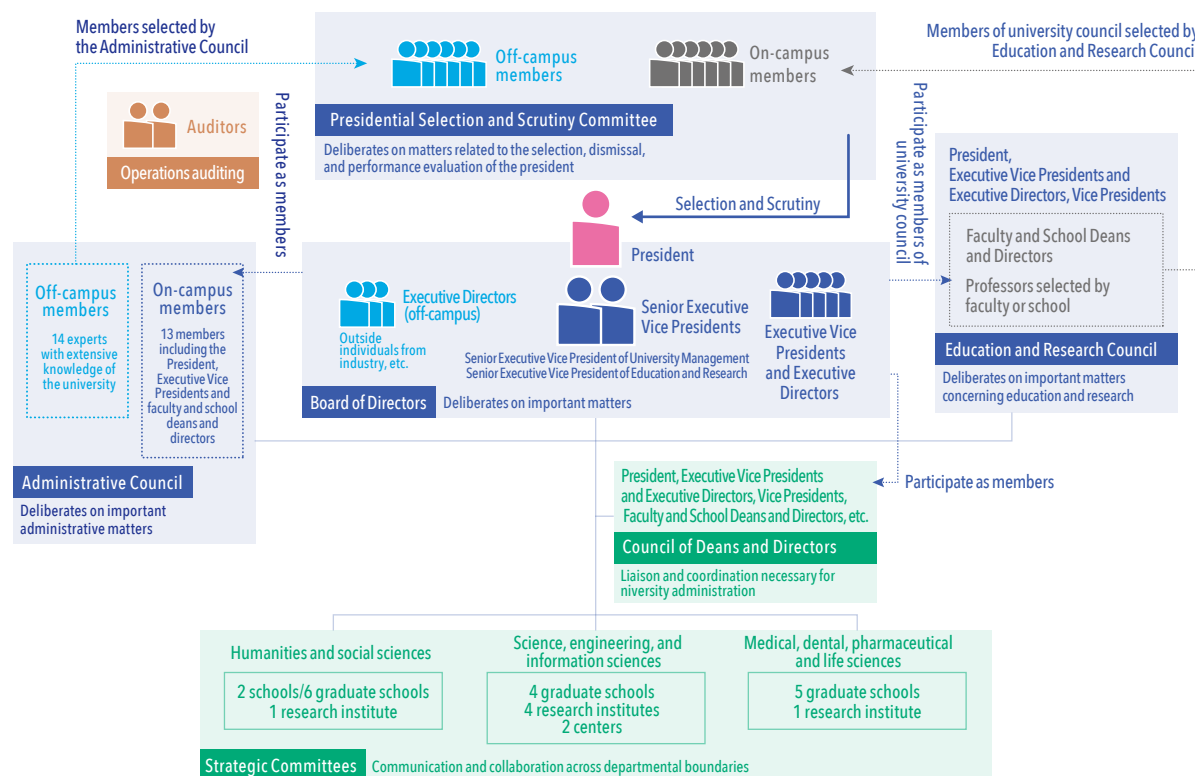 Members selected by
the Administrative Council
Off-campus
members
On-campus
members
Members of university council selected by
Education and Research Council
Auditors
Operations auditing
Participate as members
Presidential Selection and Scrutiny Committee
Deliberates on matters related to the selection, dismissal,
and performance evaluation of the president
Participate as members of
university council
Selection and Scrutiny
President
President,
Executive Vice Presidents and
Executive Directors, Vice Presidents
Faculty and School Deans
and Directors
Professors selected by
faculty or school
Education and Research Council
Deliberates on important matters
concerning education and research
Off-campus
members
14 experts
with extensive
knowledge of
the university
On-campus
members
13 members
including the
President,
Executive Vice
Presidents and
faculty and school
deans and
directors
Administrative Council
Deliberates on important
administrative matters
Executive Directors
(off-campus)
Outside
individuals from
industry, etc.
Senior Executive
Vice Presidents
Senior Executive Vice President of University Management
Senior Executive Vice President of Education and Research
Executive Vice
Presidents
and Executive
Directors
Board of Directors
Deliberates on important matters
Participate as members
President, Executive Vice Presidents
and Executive Directors, Vice Presidents,
Faculty and School Deans and Directors, etc.
Council of Deans and Directors
Liaison and coordination necessary for
niversity administration
Humanities and social sciences
2 schools/6 graduate schools
1 research institute
Science, engineering, and
information sciences
4 graduate schools
4 research institutes
2 centers
Medical, dental, pharmaceutical
and life sciences
5 graduate schools
1 research institute
Strategic Committees
Communication and collaboration across departmental boundaries